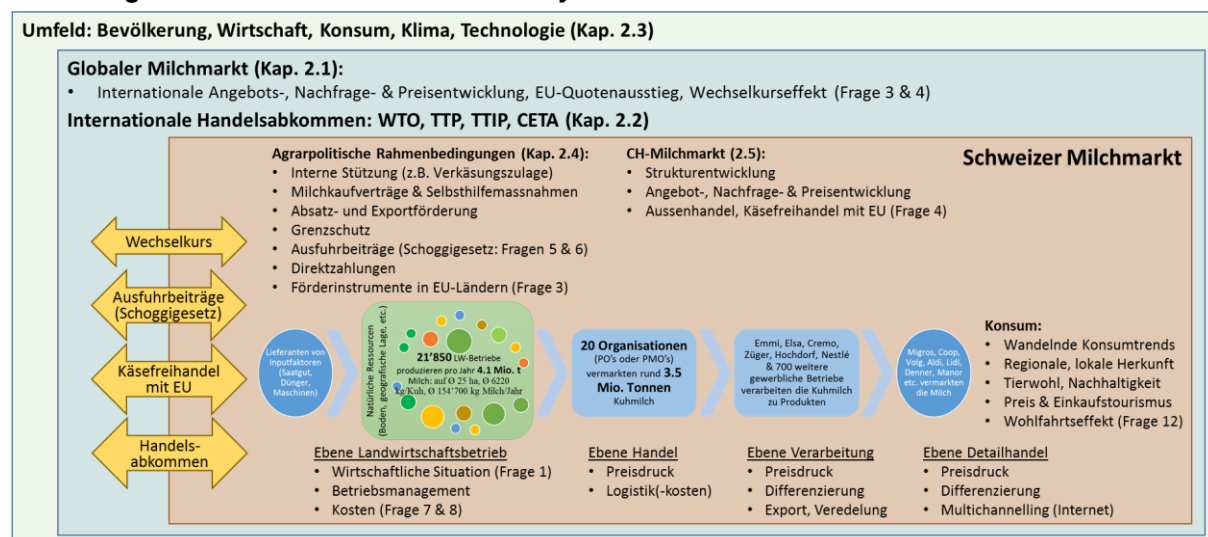 Umfeld: Bevölkerung, Wirtschaft, Konsum, Klima, Technologie (Kap. 2.3)
Globaler Milchmarkt (Kap. 2.1):
• Internationale Angebots-, Nachfrage- & Preisentwicklung, EU-Quotenausstieg, Wechselkurseffekt (Frage 3 & 4)
Internationale Handelsabkommen: WTO, TTP, TTIP, CETA (Kap. 2.2)
Schweizer Milchmarkt
Agrarpolitische Rahmenbedingungen (Kap. 2.4):
• Interne Stützung (z.B. Verkäsungszulage)
• Milchkaufverträge & Selbsthilfemassnahmen
• Absatz- und Exportförderung
• Grenzschutz
• Ausfuhrbeiträge (Schoggigesetz: Fragen 5 & 6)
• Direktzahlungen
• Förderinstrumente in EU-Ländern (Frage 3)
CH-Milchmarkt (2.5):
• Strukturentwicklung
• Angebot-, Nachfrage- & Preisentwicklung
• Aussenhandel, Käsefreihandel mit EU (Frage 4)
Wechselkurs
Ausfuhrbeiträge
(Schoggigesetz)
Käsefreihandel
mit EU
Handels-
abkommen
Lieferanten von
Inputfaktoren
(Saatgut,
Dünger,
Maschinen)
Natürliche Ressourcen
(Boden, geografische Lage, etc.)
21'850 LW-Betriebe
produzieren pro Jahr 4.1 Mio. t
Milch: auf Ø 25 ha, Ø 6220
kg/Kuh, Ø 154'700 kg Milch/Jahr
20 Organisationen
(PO's oder PMO's)
vermarkten rund 3.5
Mio. Tonnen
Kuhmilch
Emmi, Elsa, Cremo,
Züger, Hochdorf, Nestlé
& 700 weitere
gewerbliche Betriebe
verarbeiten die Kuhmilch
zu Produkten
Migros, Coop,
Volg, Aldi, Lidl,
Denner, Manor
etc. vermarkten
die Milch
Konsum:
• Wandelnde Konsumtrends
• Regionale, lokale Herkunft
• Tierwohl, Nachhaltigkeit
• Preis & Einkaufstourismus
• Wohlfahrtseffekt (Frage 12)
Ebene Landwirtschaftsbetrieb
• Wirtschaftliche Situation (Frage 1)
• Betriebsmanagement
• Kosten (Frage 7 & 8)
Ebene Handel
• Preisdruck
• Logistik(-kosten)
Ebene Verarbeitung
• Preisdruck
• Differenzierung
• Export, Veredelung
Ebene Detailhandel
• Preisdruck
• Differenzierung
• Multichannelling (Internet)